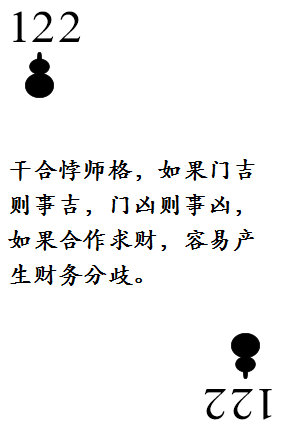 122
干合悖师格，如果门吉
则事吉，门凶则事凶，
如果合作求财，容易产
生财务分歧。
122